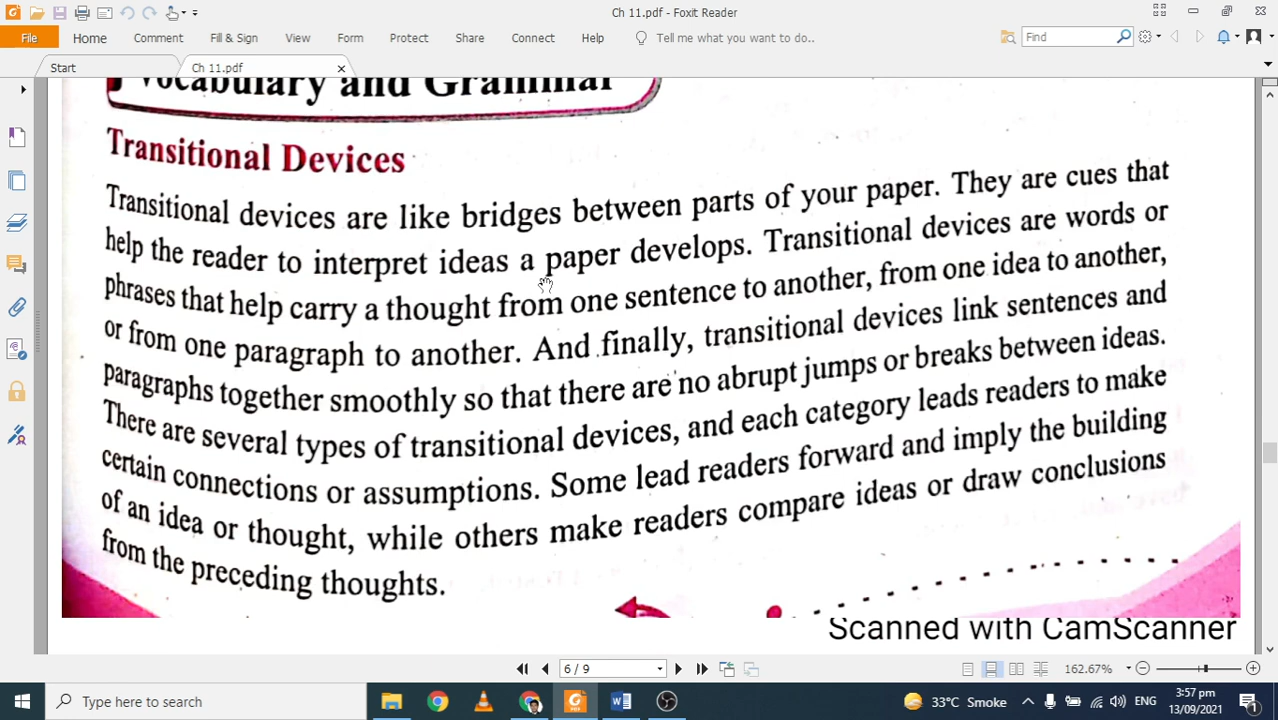 Ch 11.pdf - Foxit Reader
File Home Comment Fill & Sign View Form Protect Share Connect Help Tell me what you want to do.. Find
Start Ch 11.pdf
Vocabulary and Grammar
Transitional Devices
Transitional devices are like bridges between parts of your paper. They are cues that
help the reader to interpret ideas a paper develops. Transitional devices are words or
phrases that help carry a thought from one sentence to another, from one idea to another,
or from one paragraph to another. And finally, transitional devices link sentences and
paragraphs together smoothly so that there are no abrupt jumps or breaks between ideas.
There are several types of transitional devices, and each category leads readers to make
certain connections or assumptions. Some lead readers forward and imply the building
of an idea or thought, while others make readers compare ideas or draw conclusions
from the preceding thoughts.
Scanned with CamScanner
6 / 9 162.67%
Type here to search 33°C Smoke ENG 3:57 pm
13/09/2021 1